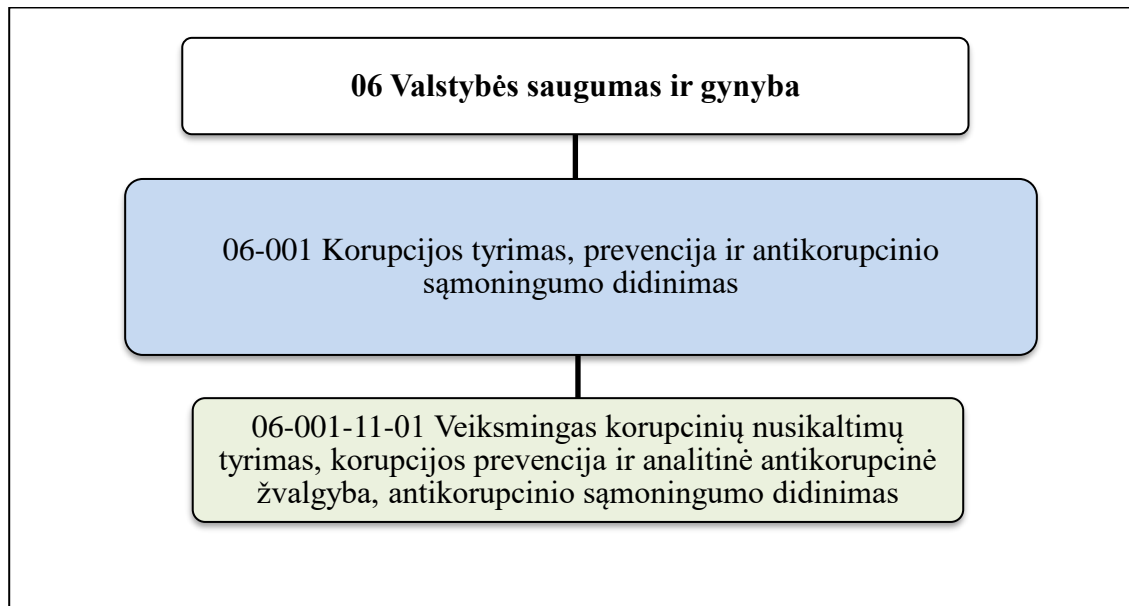 06 Valstybės saugumas ir gynyba
06-001 Korupcijos tyrimas, prevencija ir antikorupcinio
sąmoningumo didinimas
06-001-11-01 Veiksmingas korupcinių nusikaltimų
tyrimas, korupcijos prevencija ir analitinė antikorupcinė
žvalgyba, antikorupcinio sąmoningumo didinimas